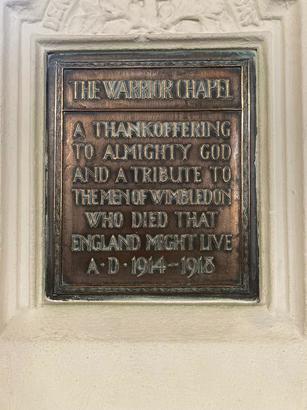 THE WARRIOR CHAPEL
A THANKOFFERING
TO ALMIGHTY GOD
AND A TRIBUTE TO
THE MEN OF WIMBLEDON
WHO DIED THAT
ENGLAND MIGHT LIVE
A·D·1914-1918